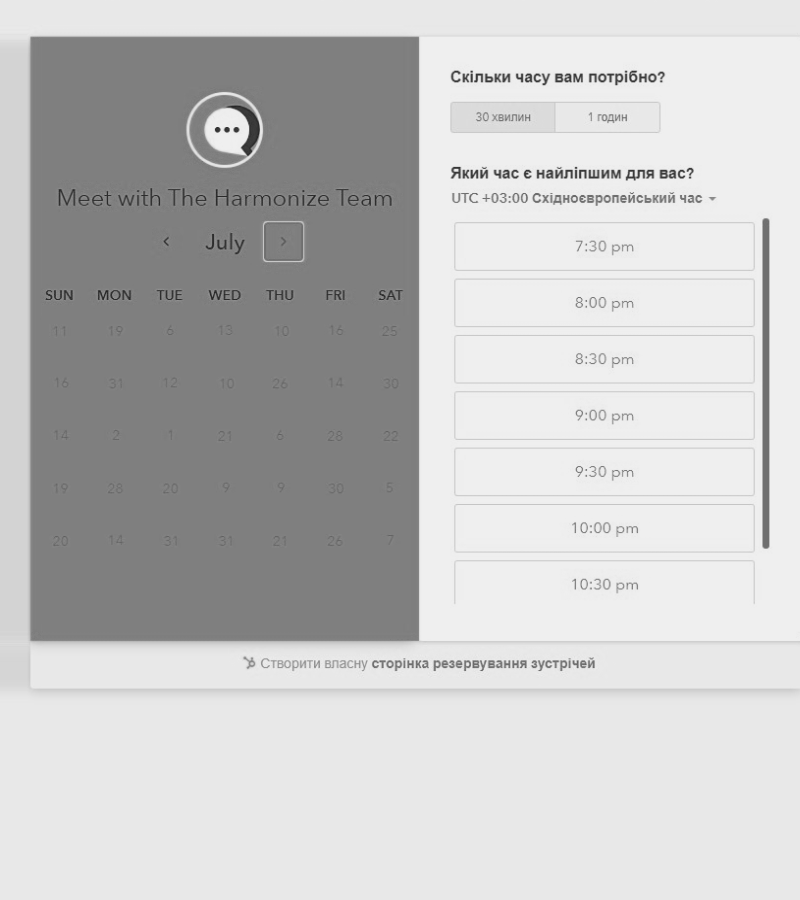 Meet with The Harmonize Team
July
SUN MON TUE WED THU FRI SAT
11 19 6 13 10 16 25
16 31 12 10 26 14 30
14 2 1 21 6 28 22
19 28 20 9 9 30 5
20 14 31 31 21 26 7
Скільки часу вам потрібно?
30 хвилин 1 годин
Який час є найліпшим для вас?
UTC +03:00 Східноєвропейський час
7:30 pm
8:00 pm
8:30 pm
9:00 pm
9:30 pm
10:00 pm
10:30 pm
Створити власну сторінка резервування зустрічей